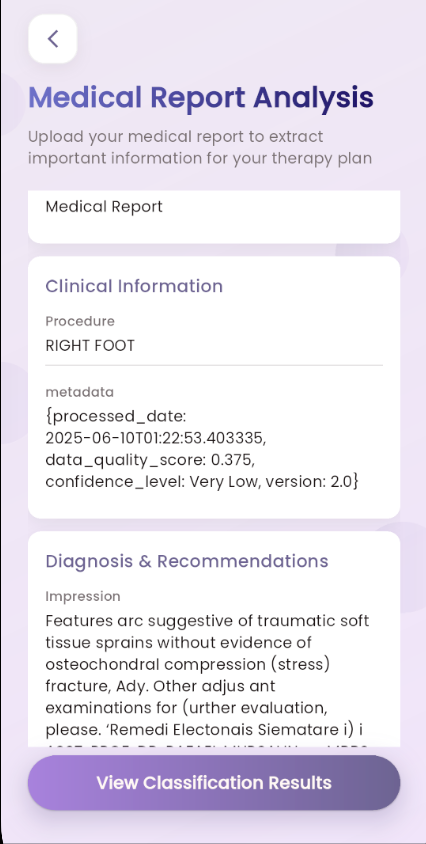 Medical Report Analysis
Upload your medical report to extract
important information for your therapy plan
Medical Report
Clinical Information
Procedure
RIGHT FOOT
metadata
{processed_date:
2025-06-10T01:22:53.403335,
data_quality_score: 0.375,
confidence_level: Very Low, version: 2.0}
Diagnosis & Recommendations
Impression
Features arc suggestive of traumatic soft
tissue sprains without evidence of
osteochondral compression (stress)
fracture, Ady. Other adjus ant
examinations for (urther evaluation,
please. ‘Remedi Electonais Siematare i) i
View Classification Results